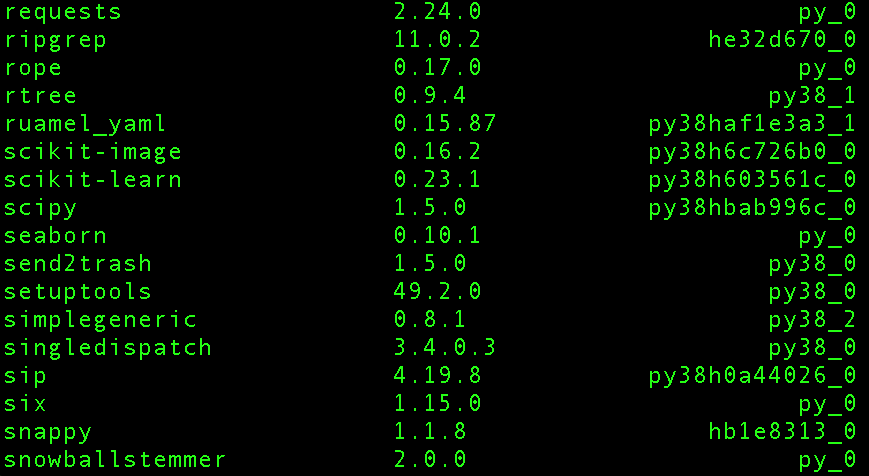 requests 2.24.0 py_0
ripgrep 11.0.2 he32d670_0
rope 0.17.0 py_0
rtree 0.9.4 py38_1
ruamel_yaml 0.15.87 py38haf1e3a3_1
scikit-image 0.16.2 py38h6c726b0_0
scikit-learn 0.23.1 py38h603561c_0
scipy 1.5.0 py38hbab996c_0
seaborn 0.10.1 py_0
send2trash 1.5.0 py38_0
setuptools 49.2.0 py38_0
simplegeneric 0.8.1 py38_2
singledispatch 3.4.0.3 py38_0
sip 4.19.8 py38h0a44026_0
six 1.15.0 py_0
snappy 1.1.8 hb1e8313_0
snowballstemmer 2.0.0 py_0